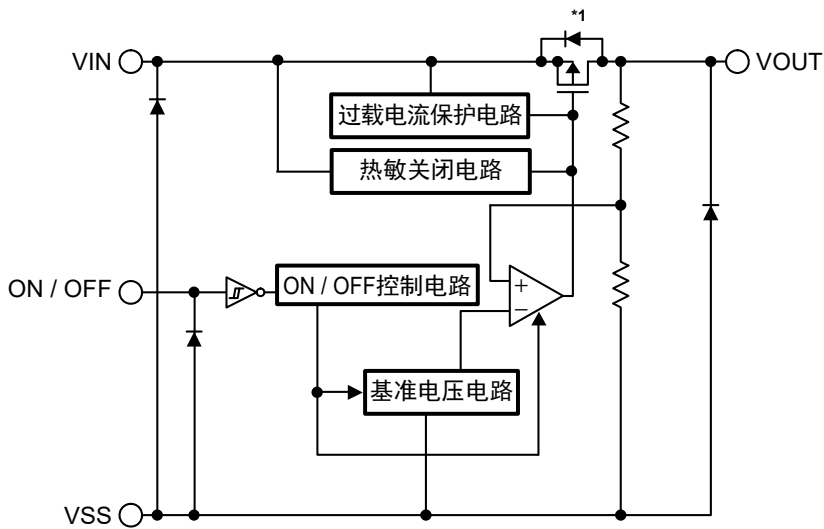 *1
VIN
VOUT
过载电流保护电路
热敏关闭电路
ON / OFF
ON / OFF控制电路
+
−
基准电压电路
VSS